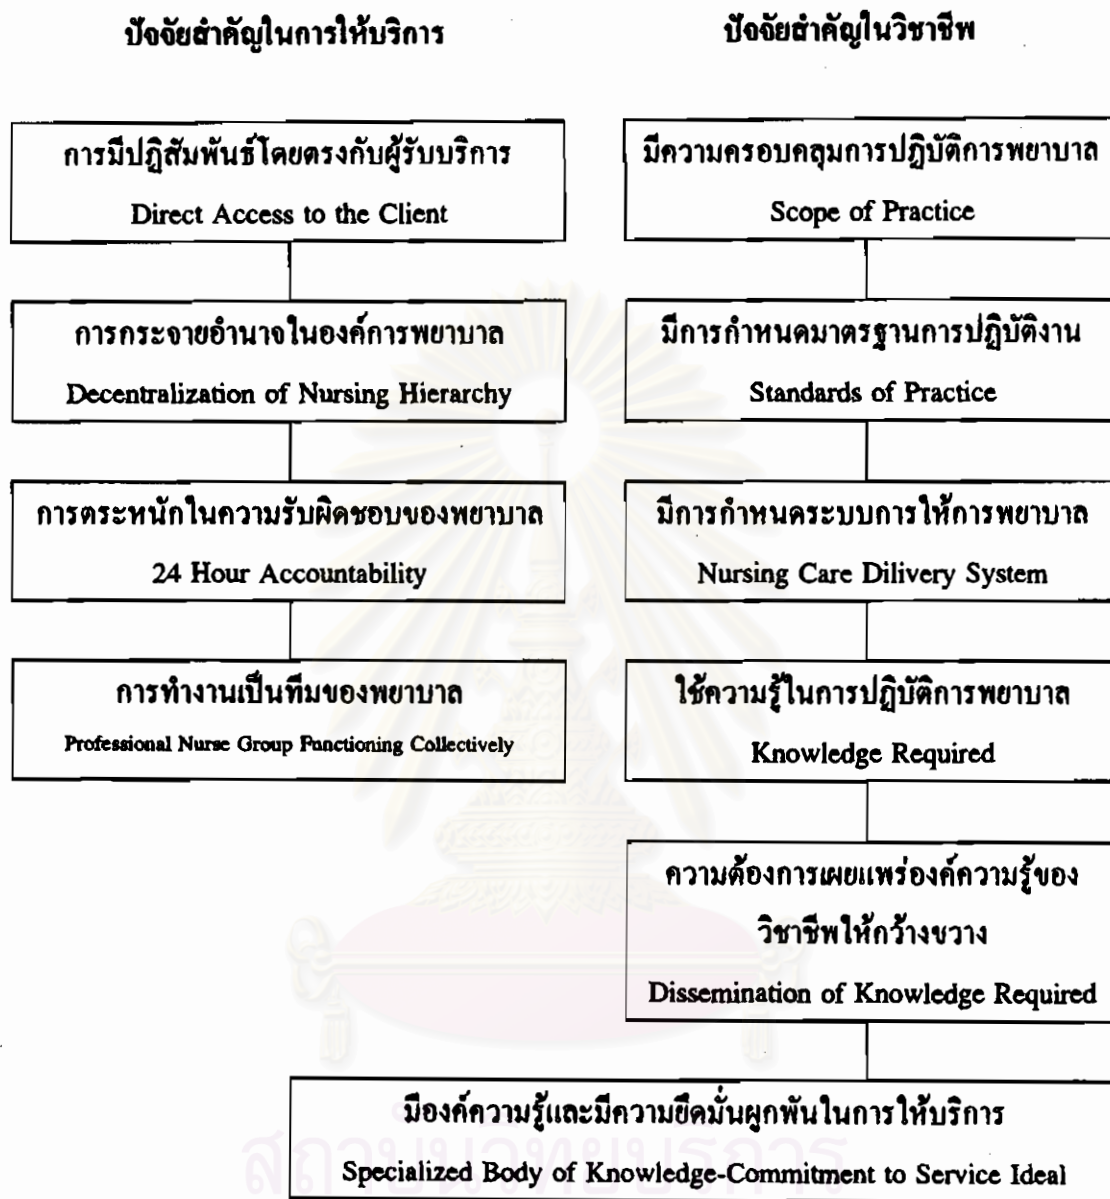 ปัจจัยสำคัญในการให้บริการ
การมีปฏิสัมพันธ์โดยตรงกับผู้รับบริการ
Direct Access to the Client
การกระจายอำนาจในองค์การพยาบาล
Decentralization of Nursing Hierarchy
การตระหนักในความรับผิดชอบของพยาบาล
24 Hour Accountability
การทำงานเป็นทีมของพยาบาล
Professional Nurse Group Functioning Collectively
ปัจจัยสำคัญในวิชาชีพ
มีความครอบคลุมการปฏิบัติการพยาบาล
Scope of Practice
มีการกำหนดมาตรฐานการปฏิบัติงาน
Standards of Practice
มีการกำหนดระบบการให้การพยาบาล
Nursing Care Dilivery System
ใช้ความรู้ในการปฏิบัติการพยาบาล
Knowledge Required
ความต้องการเผยแพร่องค์ความรู้ของ
วิชาชีพให้กว้างขวาง
Dissemination of Knowledge Required
มีองค์ความรู้และมีความยึดมั่นผูกพันในการให้บริการ
Specialized Body of Knowledge-Commitment to Service Ideal
สถาบันวิทยบริการ